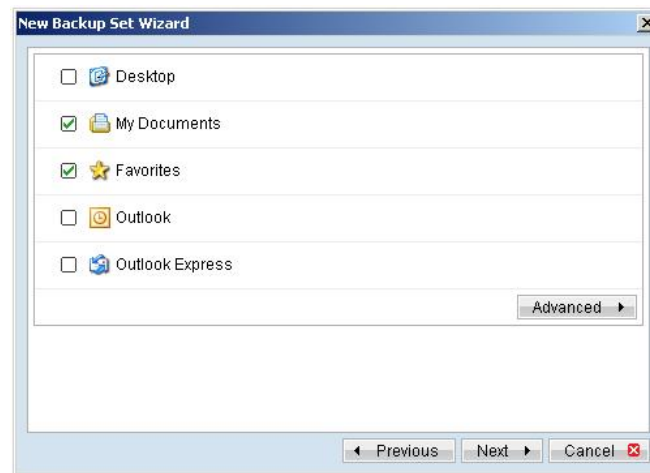 New Backup Set Wizard
Desktop
My Documents
Favorites
Outlook
Outlook Express
Advanced
Previous Next Cancel